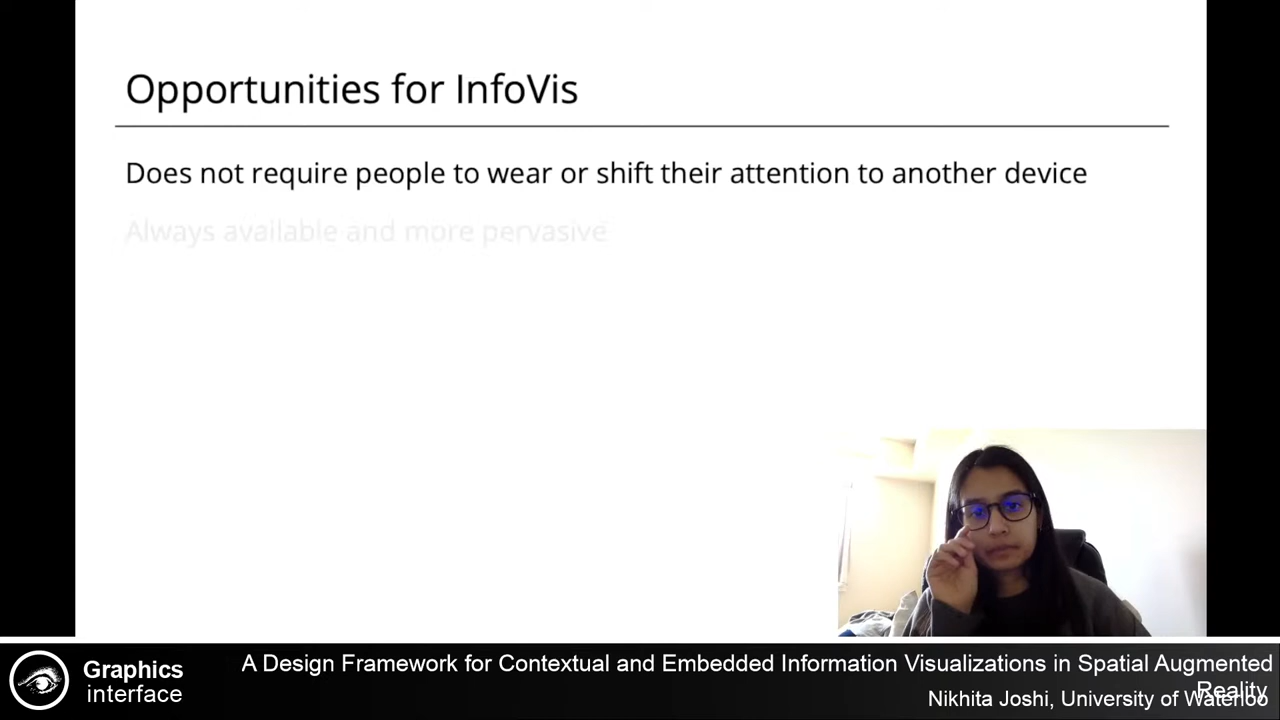 Opportunities for InfoVis
Does not require people to wear or shift their attention to another device
Always available and more pervasive
Graphics
interface
A Design Framework for Contextual and Embedded Information Visualizations in Spatial Augmented
Reality
Nikhita Joshi, University of Waterloo